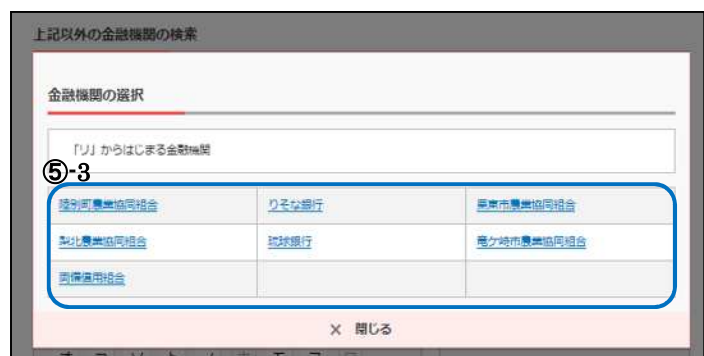 上記以外の金融機関の検索
金融機関の選択
「リ」からはじまる金融機関
⑤-3
陸別町農業協同組合 りそな銀行 栗東市農業協同組合
梨北農業協同組合 琉球銀行 竜ケ崎市農業協同組合
両備信用組合
× 閉じる